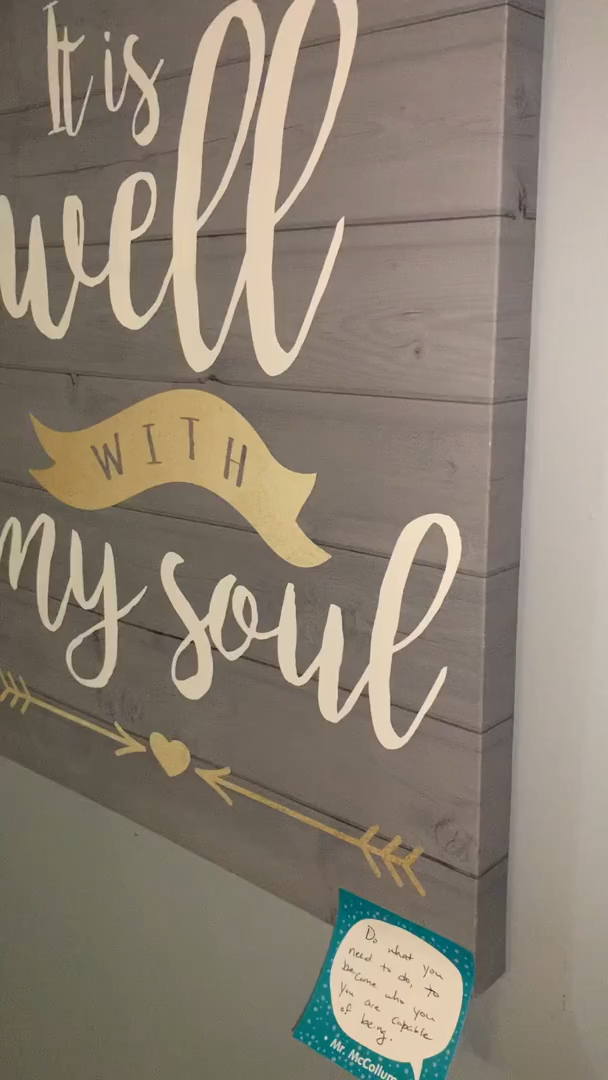 It is
well
WITH
my soul
Do what you
need to do, to
become who you
you are capable
of being.
Mr. McCollum